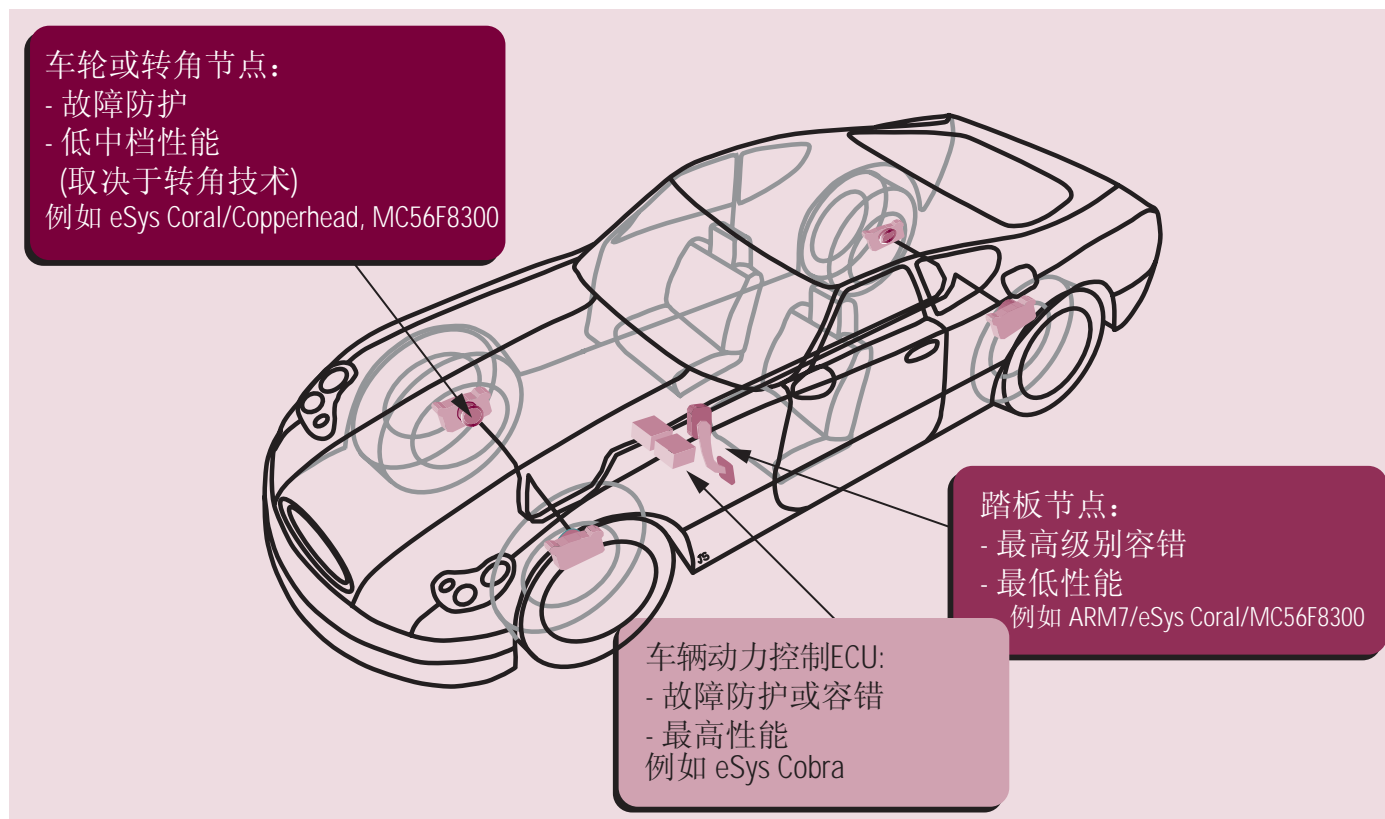 车轮或转角节点:
- 故障防护
- 低中档性能
(取决于转角技术)
例如 eSys Coral/Copperhead, MC56F8300
踏板节点:
- 最高级别容错
- 最低性能
例如 ARM7/eSys Coral/MC56F8300
车辆动力控制ECU:
- 故障防护或容错
- 最高性能
例如 eSys Cobra